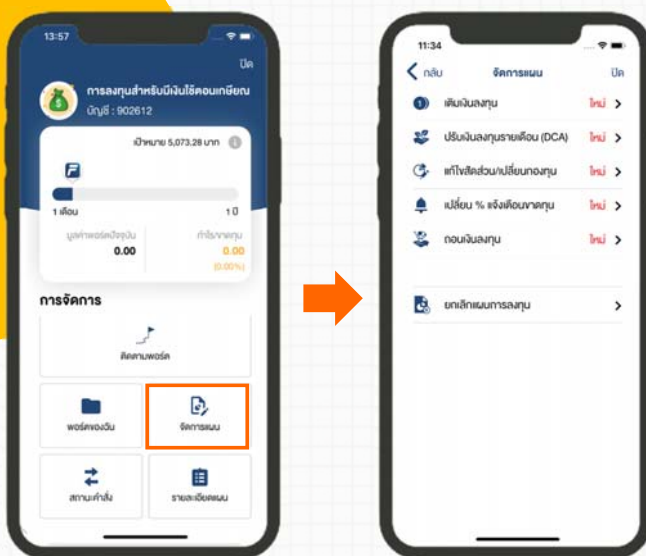 13:57
ปิด
การลงทุนสำหรับมีเงินใช้ตอนเกษียณ
บัญชี : 902612
เป้าหมาย 5,073.28 บาท
1 เดือน
1 ปี
มูลค่าพอร์ตปัจจุบัน
กำไร/ขาดทุน
0.00
0.00
(0.00%)
การจัดการ
ติดตามพอร์ต
พอร์ตของฉัน
จัดการแผน
สถานะคำสั่ง
รายละเอียดแผน
11:34
กลับ
จัดการแผน
ปิด
เติมเงินลงทุน ใหม่
ปรับเงินลงทุนรายเดือน (DCA) ใหม่
แก้ไขสัดส่วน/เปลี่ยนกองทุน ใหม่
เปลี่ยน % แจ้งเตือนขาดทุน ใหม่
ถอนเงินลงทุน ใหม่
ยกเลิกแผนการลงทุน